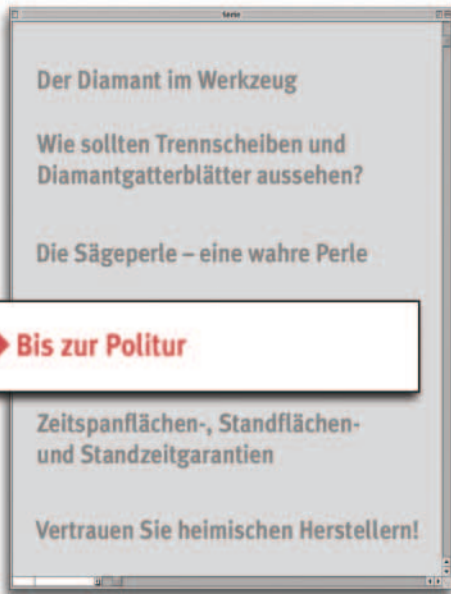 Serie
Der Diamant im Werkzeug
Wie sollten Trennscheiben und
Diamantgatterblätter aussehen?
Die Sägeperle – eine wahre Perle
Bis zur Politur
Zeitspanflächen-, Standflächen-
und Standzeitgarantien
Vertrauen Sie heimischen Herstellern!